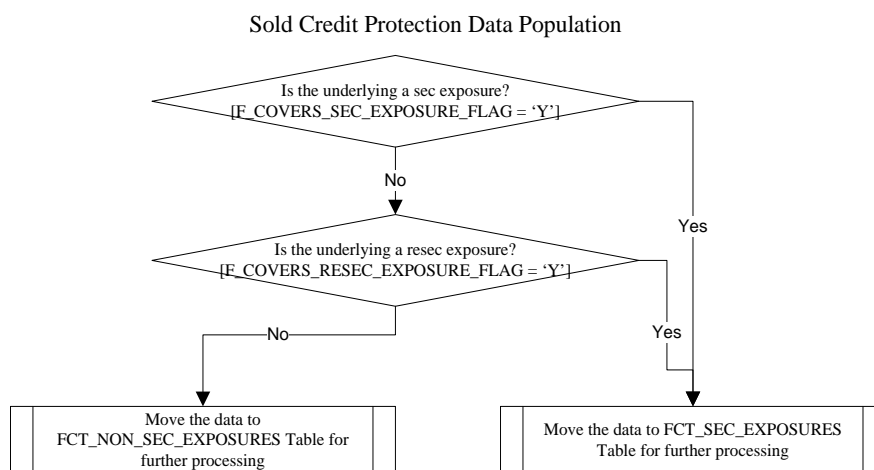 Sold Credit Protection Data Population
Is the underlying a sec exposure?
[F_COVERS_SEC_EXPOSURE_FLAG = ‘Y’]
No
Yes
Is the underlying a resec exposure?
[F_COVERS_RESEC_EXPOSURE_FLAG = ‘Y’]
No
Yes
Move the data to
FCT_NON_SEC_EXPOSURES Table for
further processing
Move the data to FCT_SEC_EXPOSURES
Table for further processing